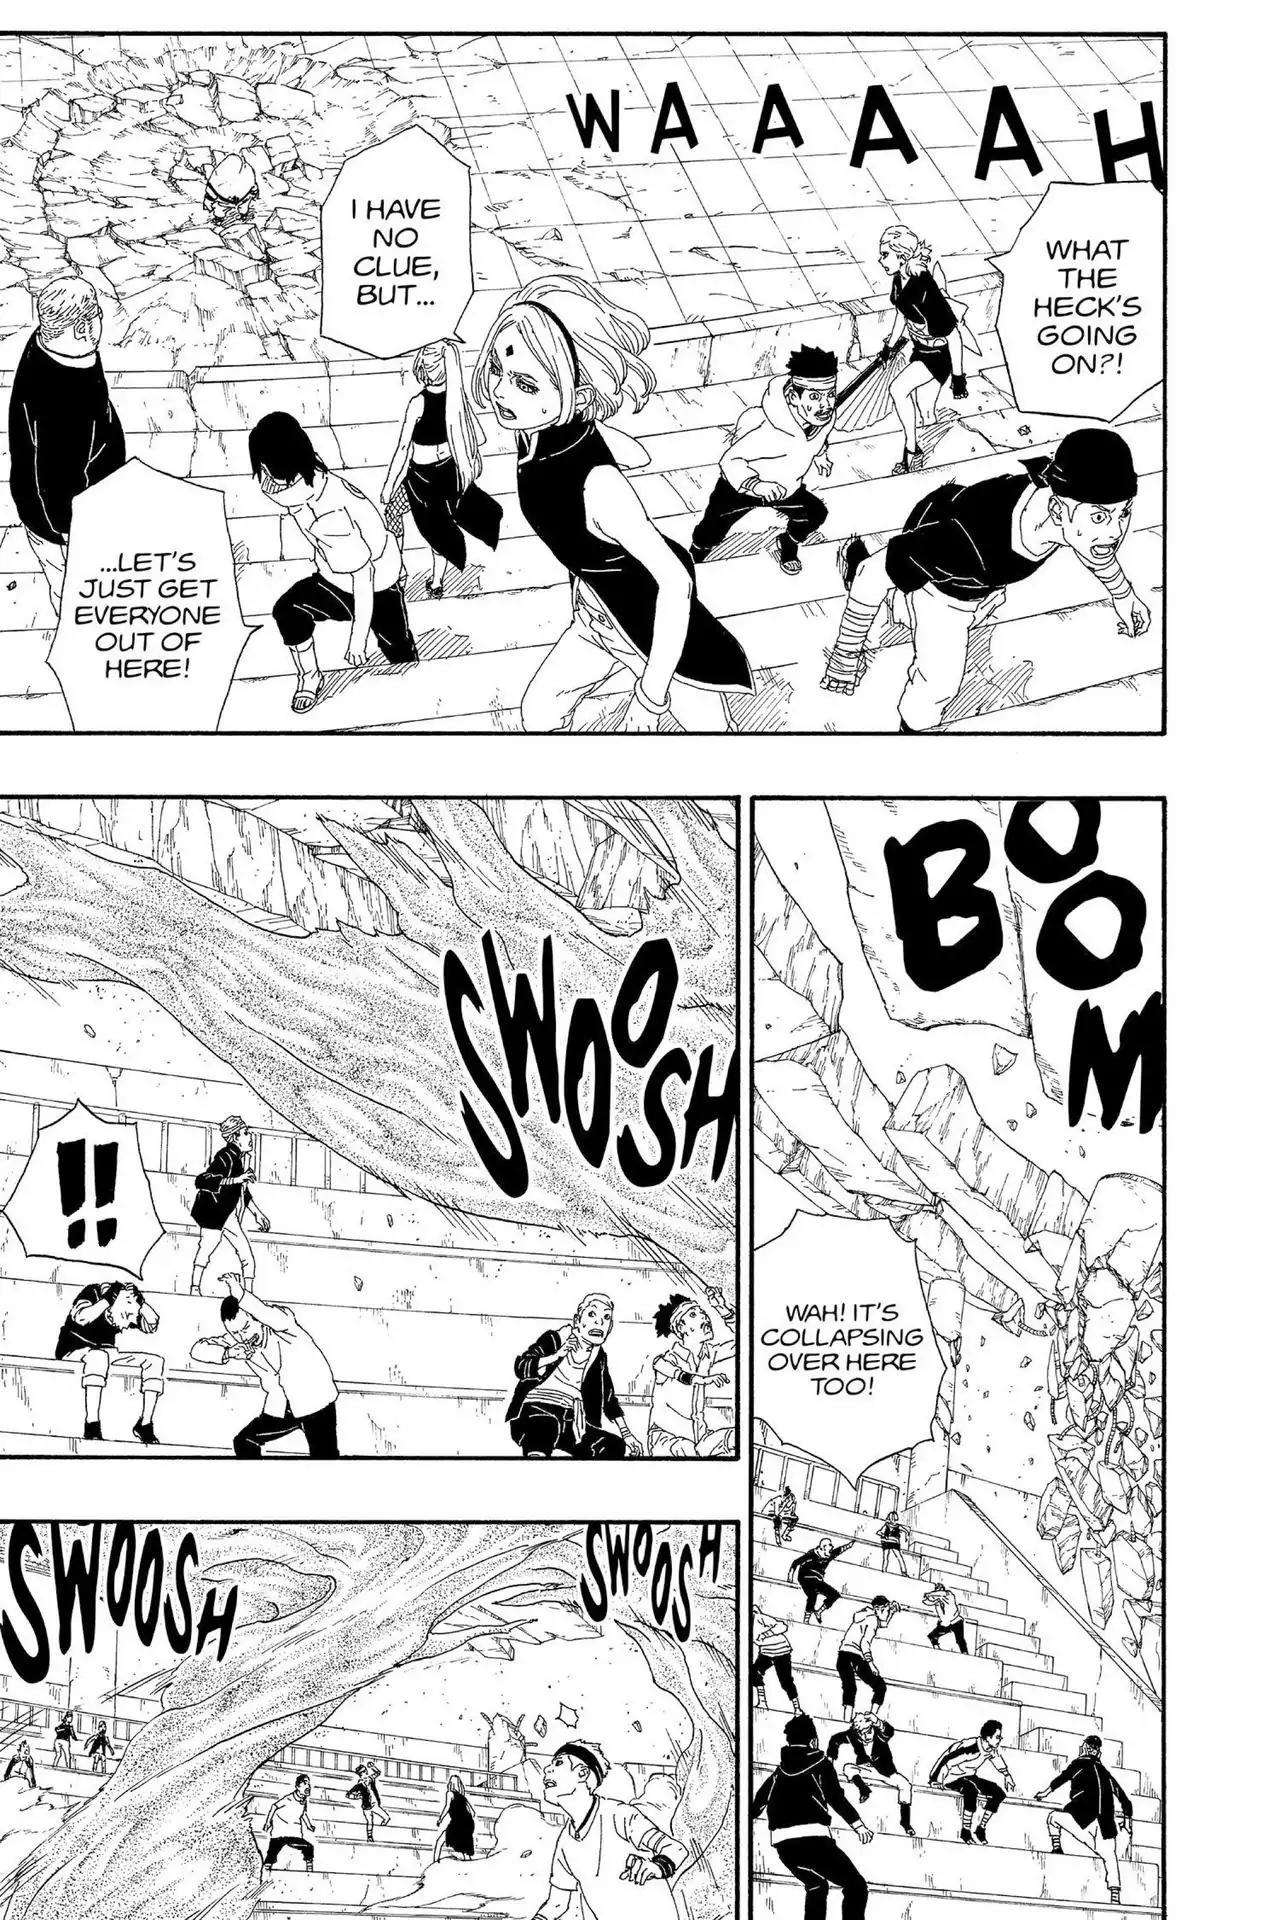 WAAAAH
WHAT
THE
HECK'S
GOING
ON?!
I HAVE
NO
CLUE,
BUT...
...LET'S
JUST GET
EVERYONE
OUT OF
HERE!
BOOM
WAH! IT'S
COLLAPSING
OVER HERE
TOO!
SWOOOSH
!!
SWOOSH
SWOOSH